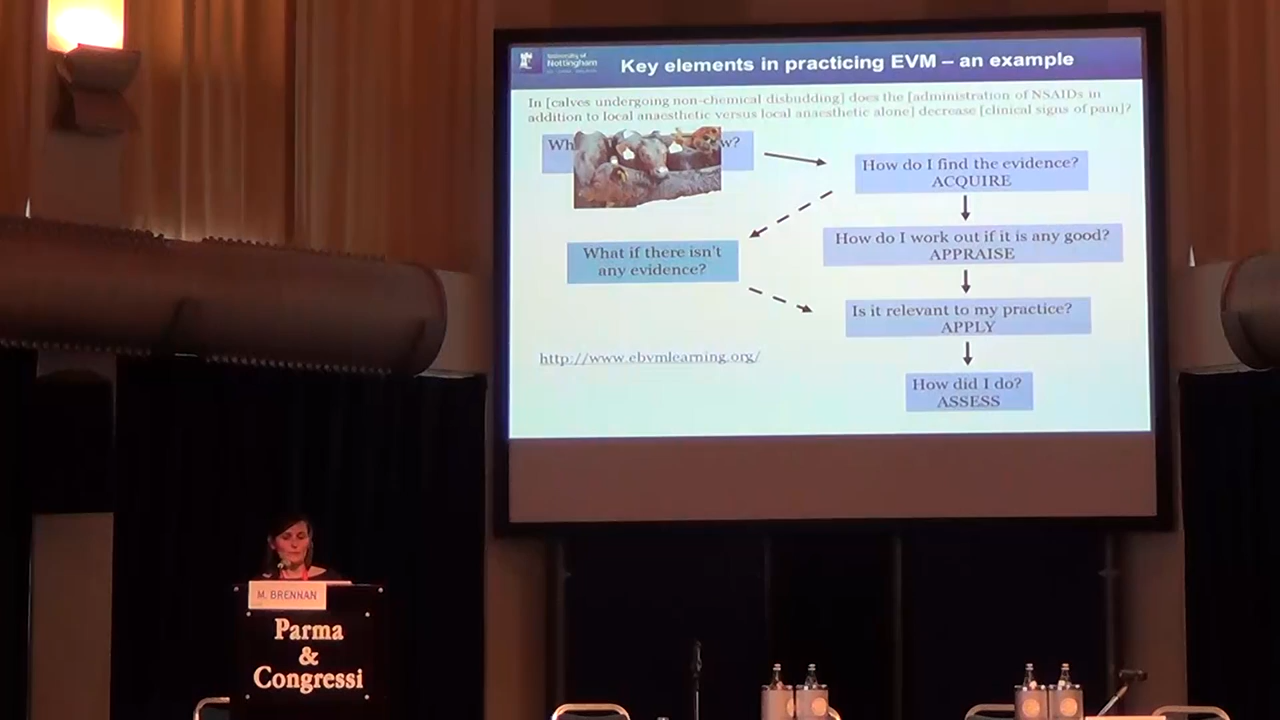 University of
Nottingham
Key elements in practicing EVM – an example
In [calves undergoing non-chemical disbudding] does the [administration of NSAIDs in
addition to local anaesthetic versus local anaesthetic alone] decrease [clinical signs of pain]?
Wh w?
How do I find the evidence?
ACQUIRE
How do I work out if it is any good?
APPRAISE
What if there isn't
any evidence?
Is it relevant to my practice?
APPLY
http://www.ebvmlearning.org/
How did I do?
ASSESS
M. BRENNAN
Parma
&
Congressi